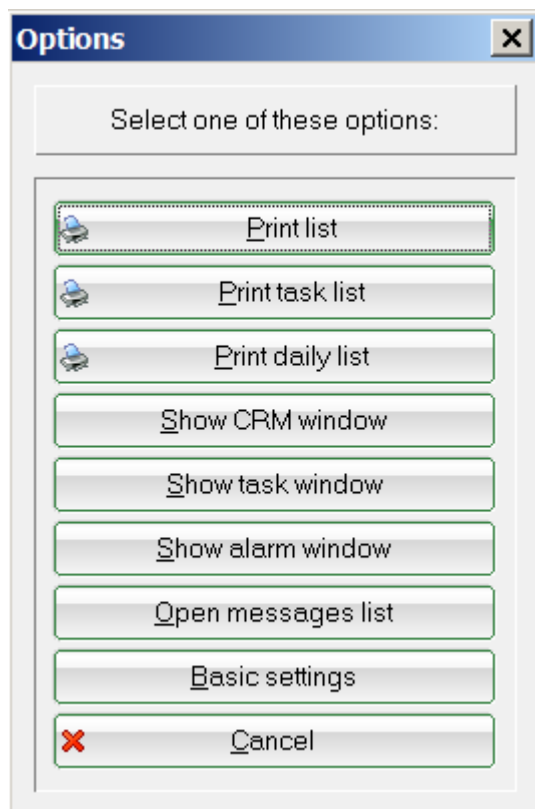 Options
Select one of these options:
Print list
Print task list
Print daily list
Show CRM window
Show task window
Show alarm window
Open messages list
Basic settings
Cancel